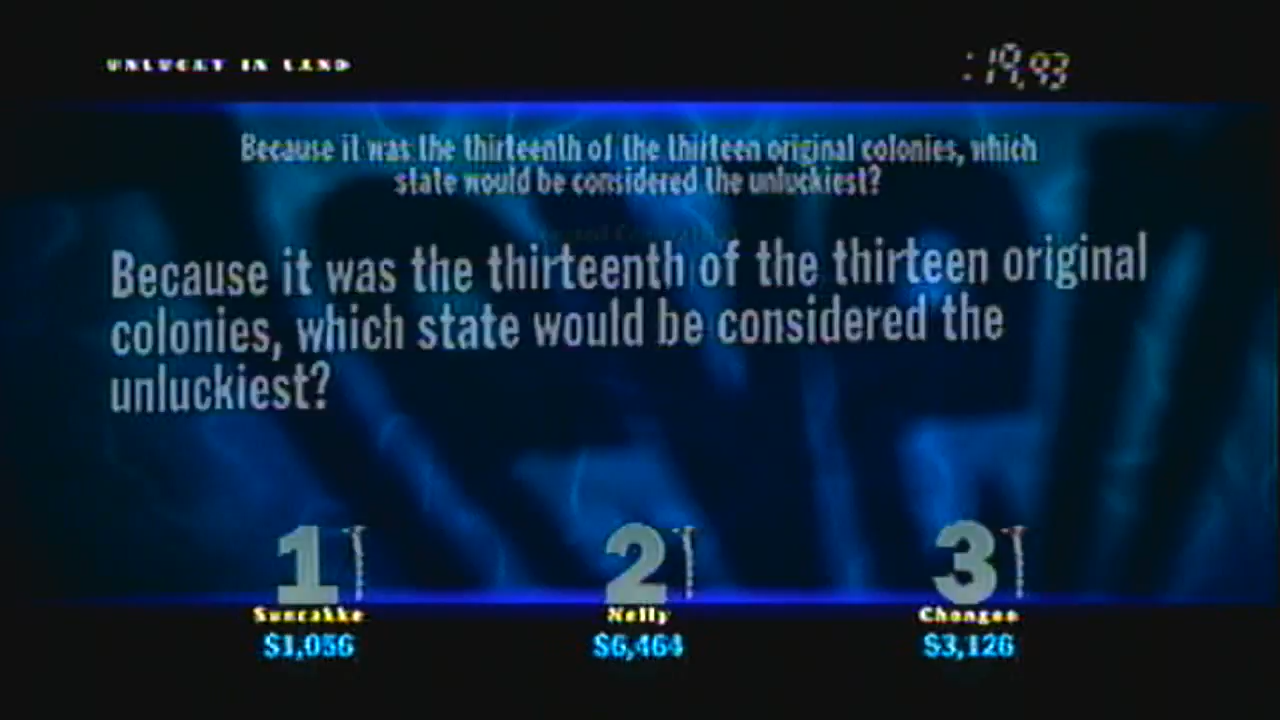 UNLUCKY IN LAND
:19.93
Because it was the thirteenth of the thirteen original colonies, which
state would be considered the unluckiest?
Because it was the thirteenth of the thirteen original
colonies, which state would be considered the
unluckiest?
1 2 3
Nelly
$1,056 $6,464 $3,126